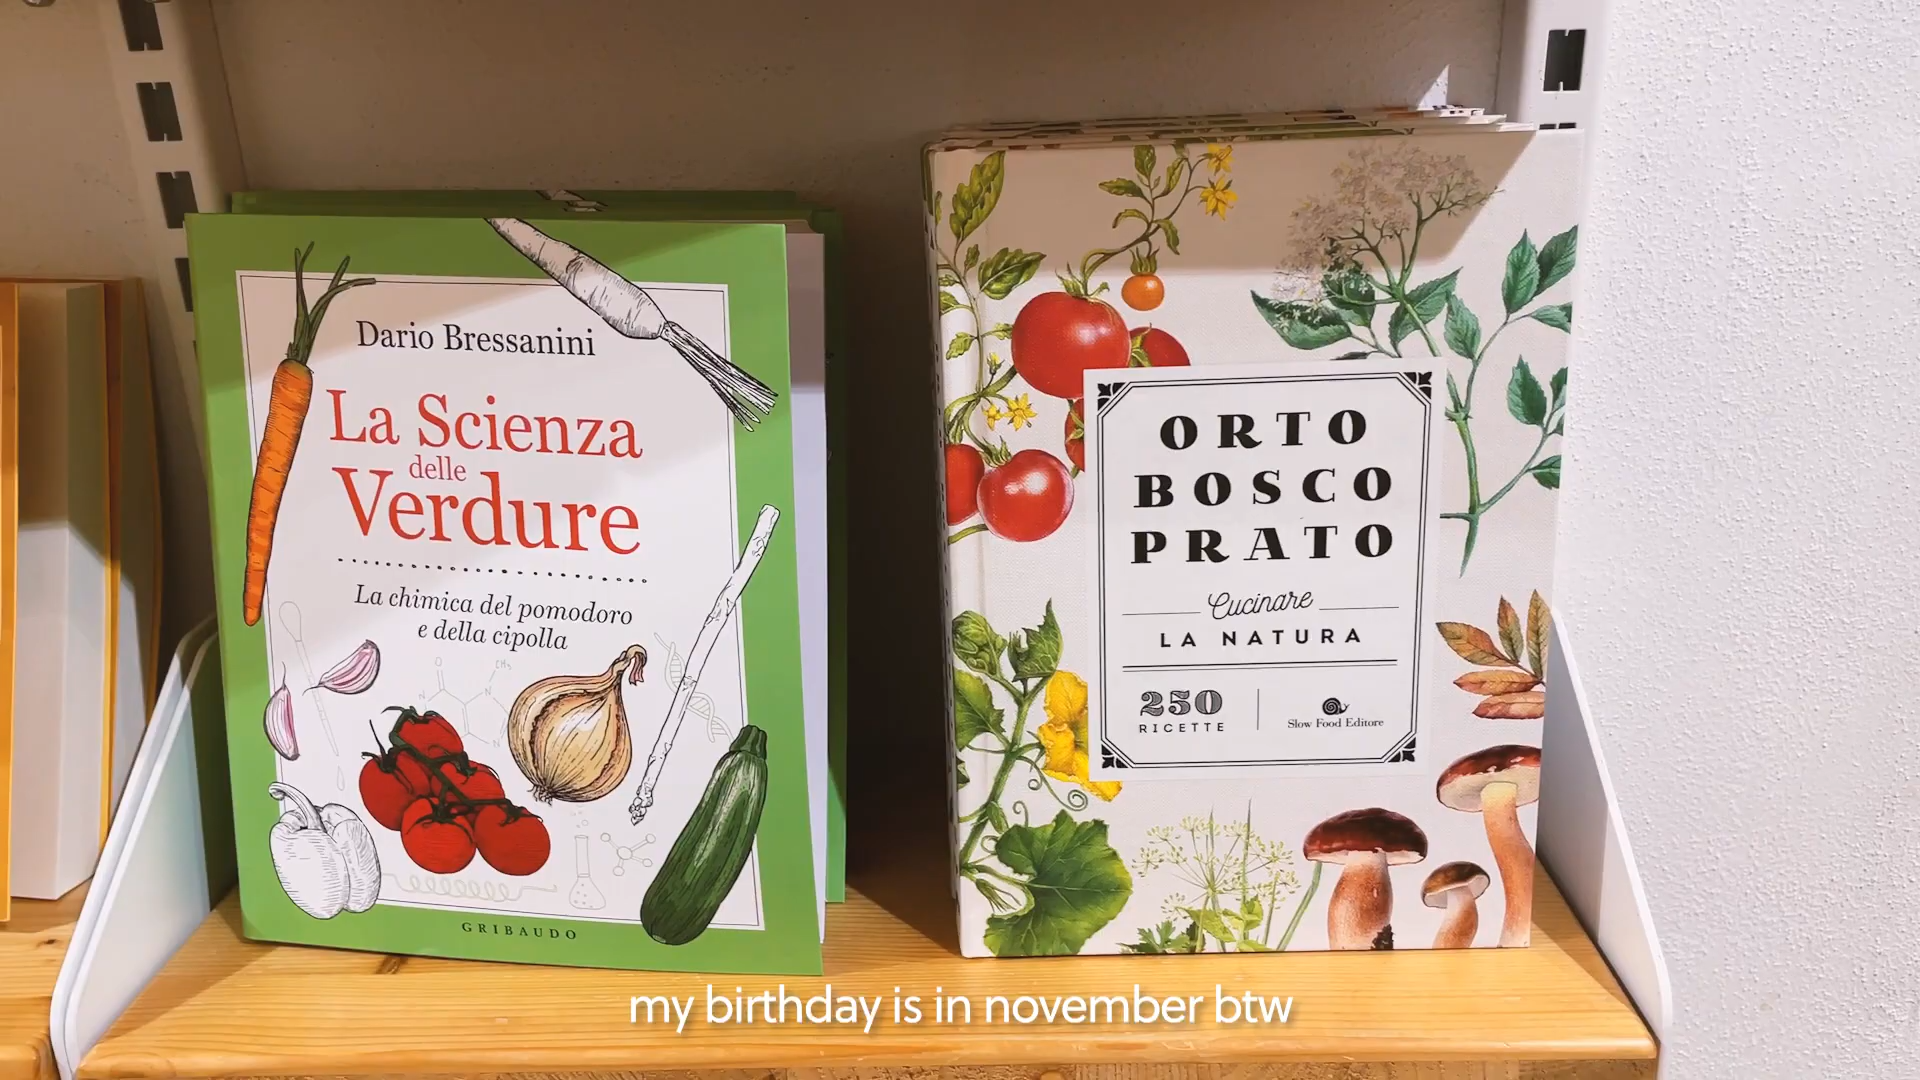 Dario Bressanini
La Scienza
delle
Verdure
La chimica del pomodoro
e della cipolla
CH₃
GRIBAUDO
ORTO
BOSCO
PRATO
Cucinare
LA NATURA
250
RICETTE
Slow Food Editore
my birthday is in november btw